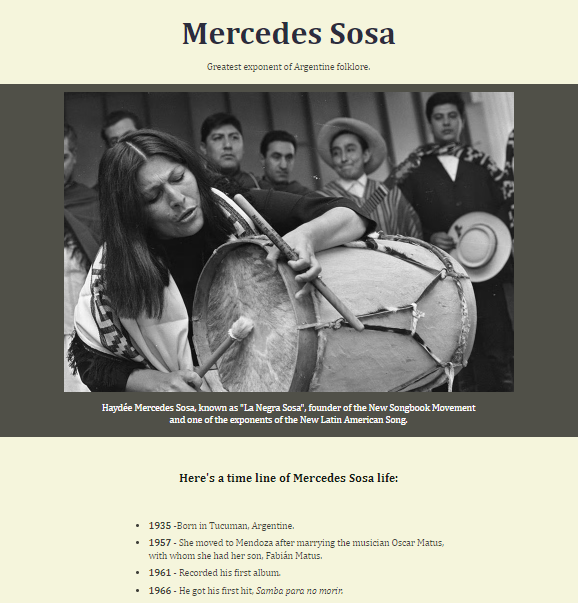 Mercedes Sosa
Greatest exponent of Argentine folklore.
Haydée Mercedes Sosa, known as "La Negra Sosa", founder of the New Songbook Movement
and one of the exponents of the New Latin American Song.
Here's a time line of Mercedes Sosa life:
• 1935 -Born in Tucuman, Argentine.
• 1957 - She moved to Mendoza after marrying the musician Oscar Matus,
with whom she had her son, Fabián Matus.
• 1961 - Recorded his first album.
• 1966 - He got his first hit, Samba para no morir.